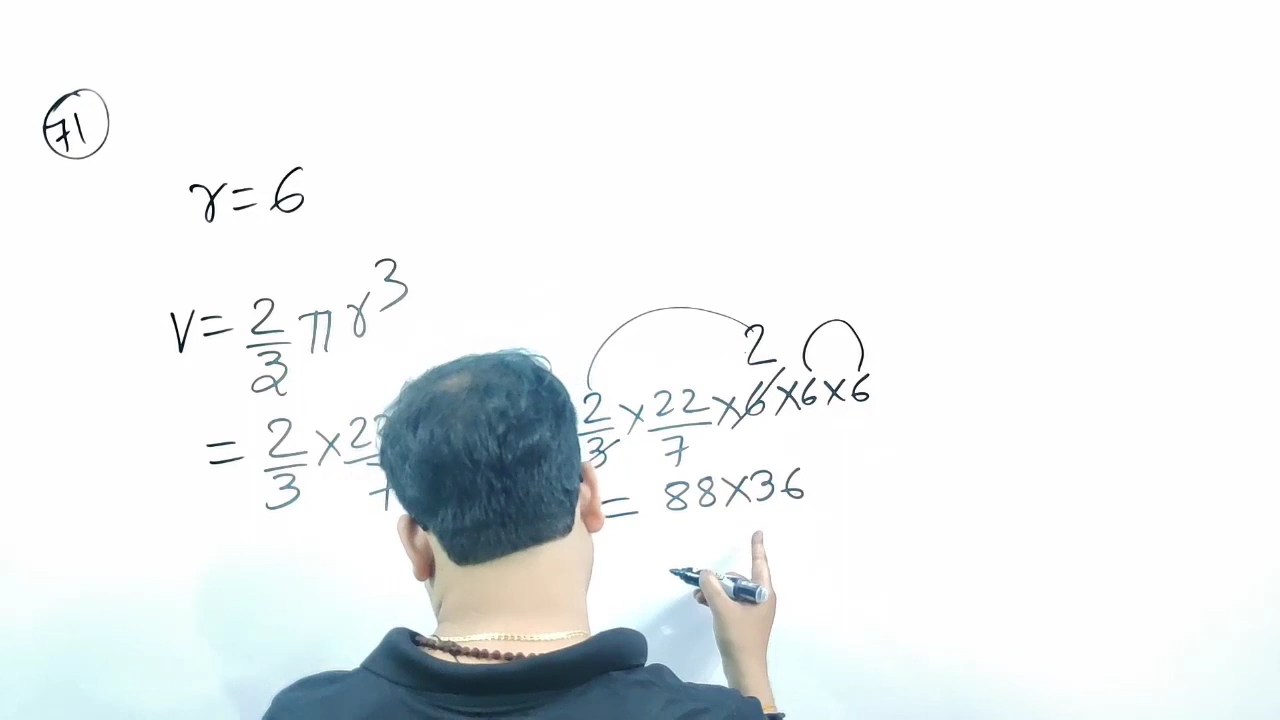 71
r = 6
V = 2/3 π r³
= 2/3 × 22/7
2/3 × 22/7 × 6 × 6 × 6
2
= 88 × 36